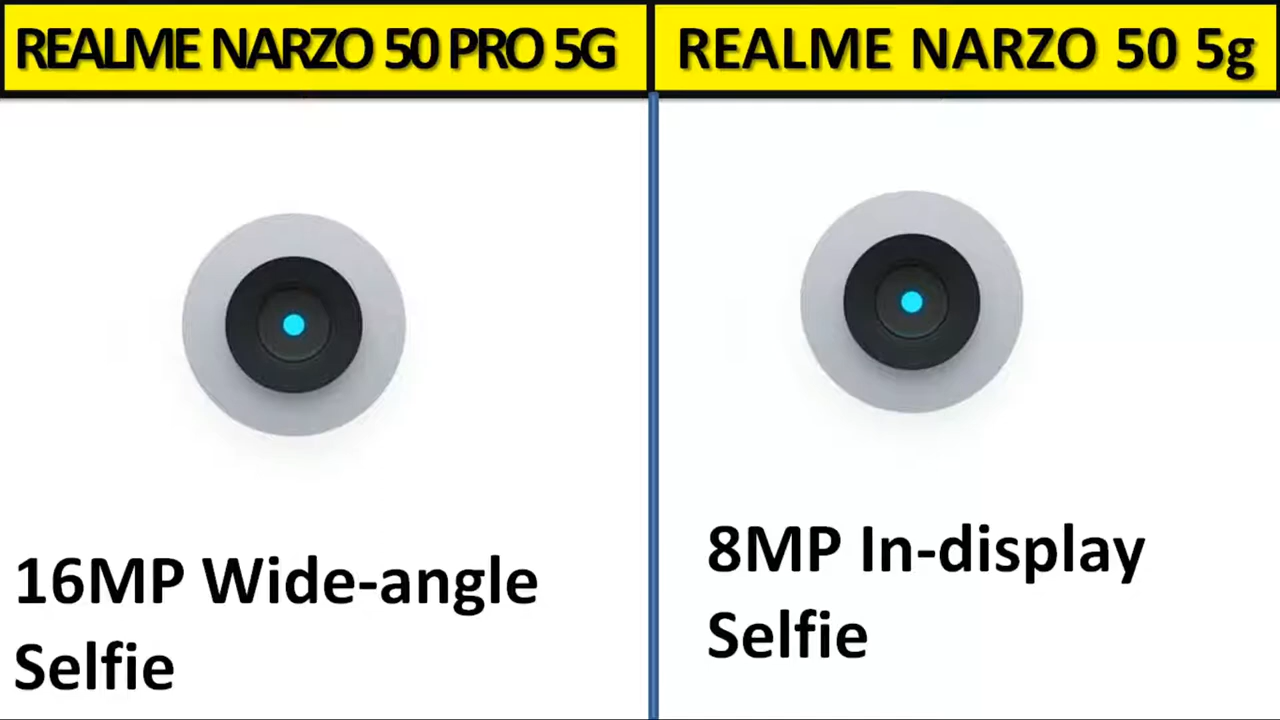 REALME NARZO 50 PRO 5G
REALME NARZO 50 5g
16MP Wide-angle
Selfie
8MP In-display
Selfie